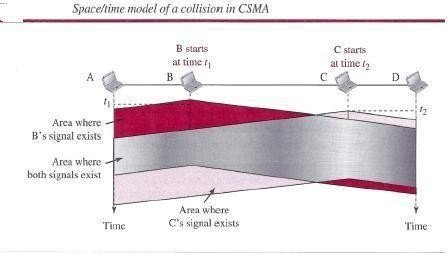 Space/time model of a collision in CSMA
B starts
at time t1
C starts
at time t2
A
B
C
D
t1
t2
Area where
B's signal exists
Area where
both signals exist
Area where
C's signal exists
Time
Time